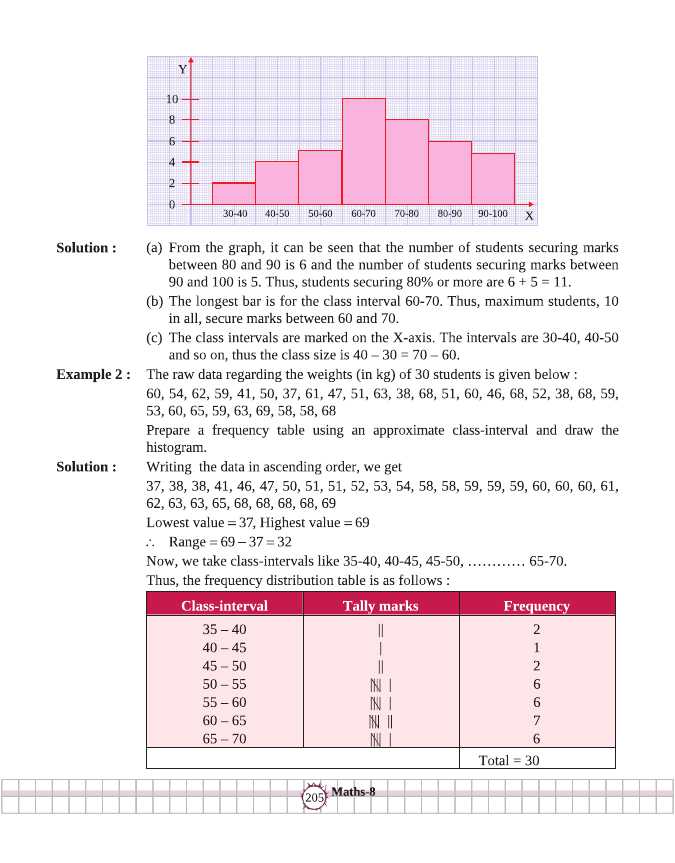 Y
10
8
6
4
2
0
30-40 40-50 50-60 60-70 70-80 80-90 90-100 X
Solution : (a) From the graph, it can be seen that the number of students securing marks
between 80 and 90 is 6 and the number of students securing marks between
90 and 100 is 5. Thus, students securing 80% or more are 6 + 5 = 11.
(b) The longest bar is for the class interval 60-70. Thus, maximum students, 10
in all, secure marks between 60 and 70.
(c) The class intervals are marked on the X-axis. The intervals are 30-40, 40-50
and so on, thus the class size is 40 – 30 = 70 – 60.
Example 2 : The raw data regarding the weights (in kg) of 30 students is given below :
60, 54, 62, 59, 41, 50, 37, 61, 47, 51, 63, 38, 68, 51, 60, 46, 68, 52, 38, 68, 59,
53, 60, 65, 59, 63, 69, 58, 58, 68
Prepare a frequency table using an approximate class-interval and draw the
histogram.
Solution : Writing the data in ascending order, we get
37, 38, 38, 41, 46, 47, 50, 51, 51, 52, 53, 54, 58, 58, 58, 59, 59, 59, 60, 60, 60, 61,
62, 63, 63, 65, 68, 68, 68, 68, 69
Lowest value = 37, Highest value = 69
∴ Range = 69 – 37 = 32
Now, we take class-intervals like 35-40, 40-45, 45-50, ………… 65-70.
Thus, the frequency distribution table is as follows :
Class-interval Tally marks Frequency
35 – 40 || 2
40 – 45 | 1
45 – 50 || 2
50 – 55 𝍸 | 6
55 – 60 𝍸 | 6
60 – 65 𝍸 || 7
65 – 70 𝍸 | 6
Total = 30
205 Maths-8